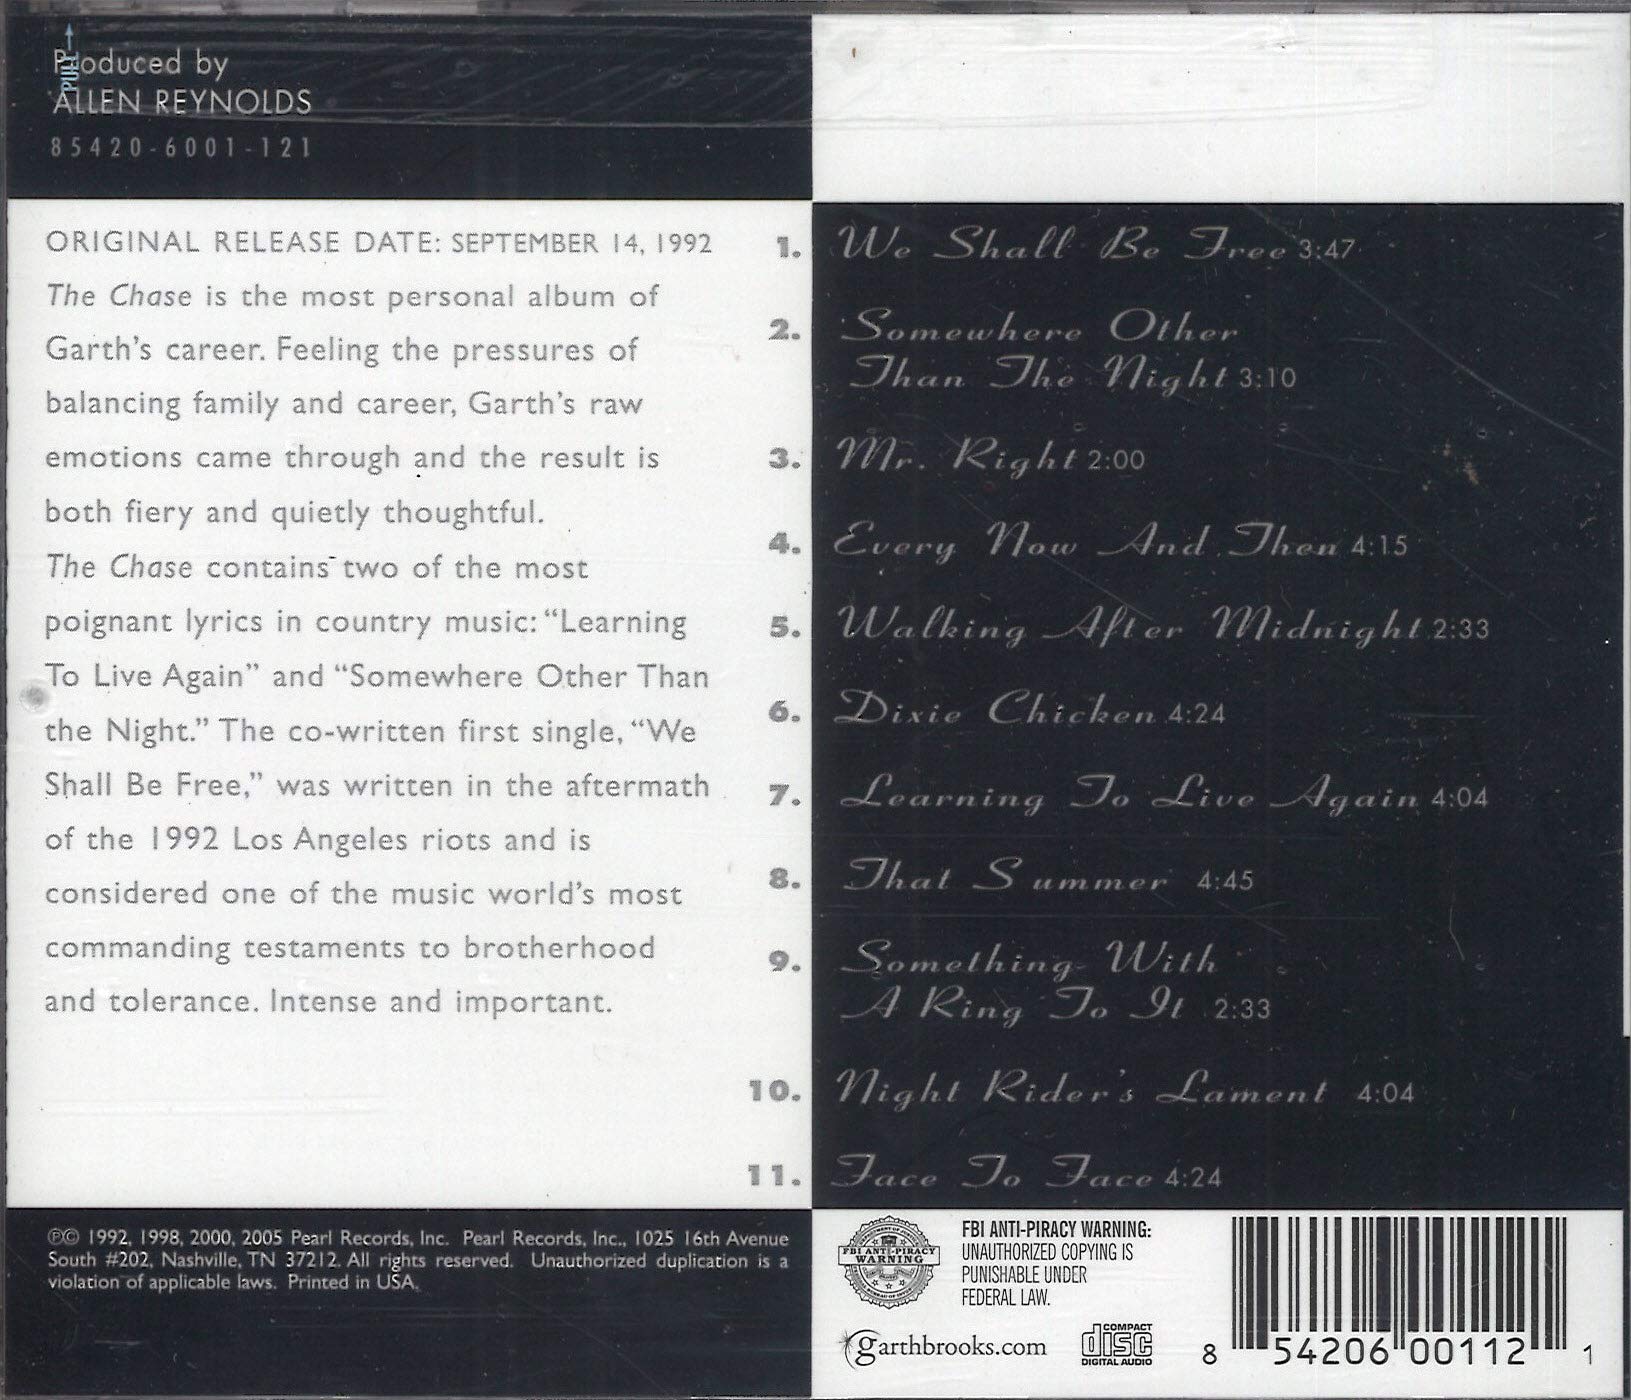 PULL
Produced by
ALLEN REYNOLDS
85420-6001-121
ORIGINAL RELEASE DATE: SEPTEMBER 14, 1992
The Chase is the most personal album of
Garth's career. Feeling the pressures of
balancing family and career, Garth's raw
emotions came through and the result is
both fiery and quietly thoughtful.
The Chase contains two of the most
poignant lyrics in country music: “Learning
To Live Again” and “Somewhere Other Than
the Night.” The co-written first single, “We
Shall Be Free,” was written in the aftermath
of the 1992 Los Angeles riots and is
considered one of the music world's most
commanding testaments to brotherhood
and tolerance. Intense and important.
1. We Shall Be Free 3:47
2. Somewhere Other
Than The Night 3:10
3. Mr. Right 2:00
4. Every Now And Then 4:15
5. Walking After Midnight 2:33
6. Dixie Chicken 4:24
7. Learning To Live Again 4:04
8. That Summer 4:45
9. Something With
A Ring To It 2:33
10. Night Rider's Lament 4:04
11. Face To Face 4:24
℗© 1992, 1998, 2000, 2005 Pearl Records, Inc. Pearl Records, Inc., 1025 16th Avenue
South #202, Nashville, TN 37212. All rights reserved. Unauthorized duplication is a
violation of applicable laws. Printed in USA.
FBI ANTI-PIRACY
WARNING
FBI ANTI-PIRACY WARNING:
UNAUTHORIZED COPYING IS
PUNISHABLE UNDER
FEDERAL LAW.
garthbrooks.com
COMPACT
disc
DIGITAL AUDIO
8 54206 00112 1